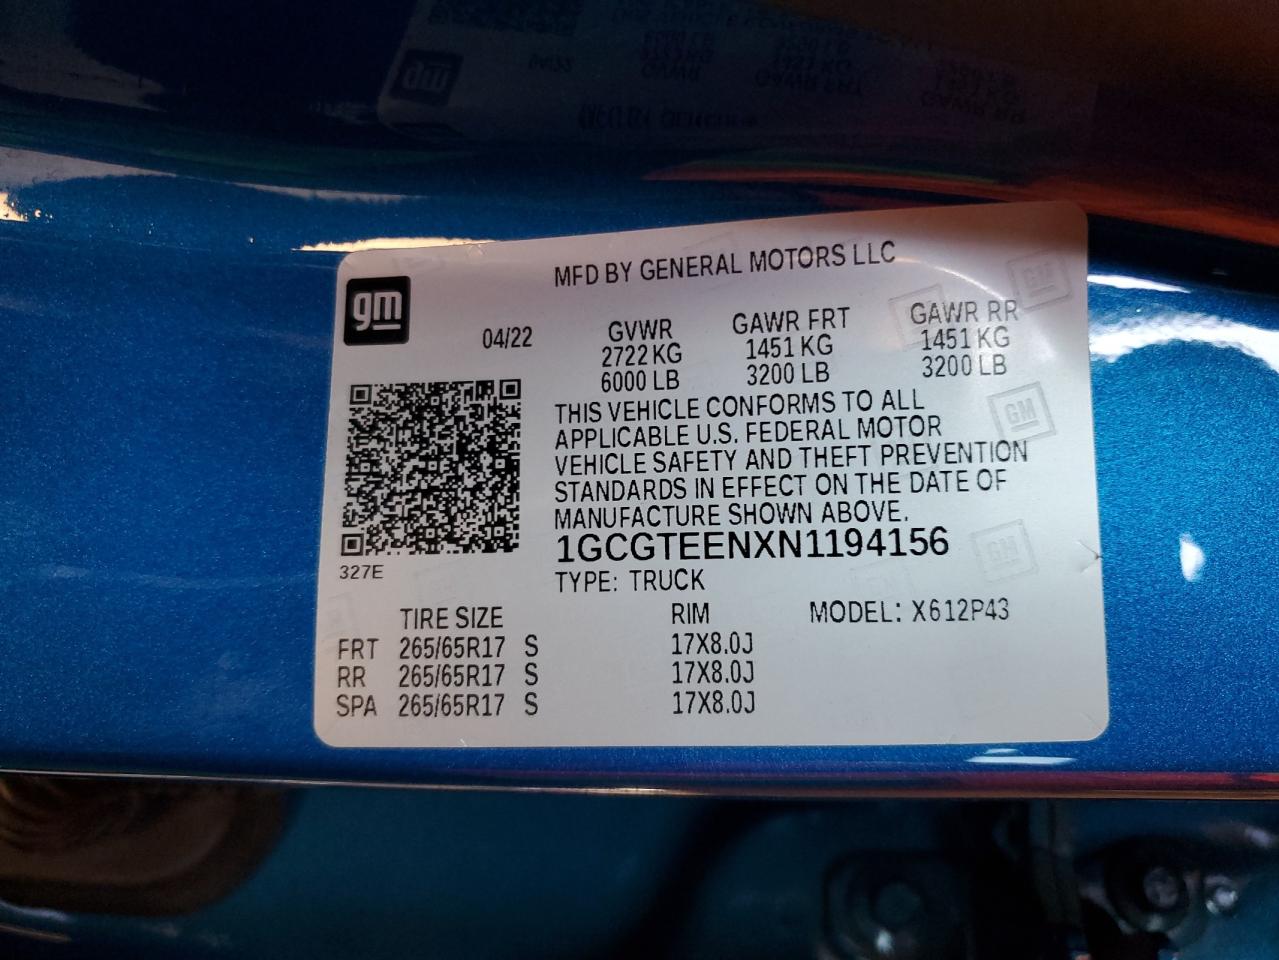 MFD BY GENERAL MOTORS LLC
gm
04/22 GVWR GAWR FRT GAWR RR
2722 KG 1451 KG 1451 KG
6000 LB 3200 LB 3200 LB
THIS VEHICLE CONFORMS TO ALL
APPLICABLE U.S. FEDERAL MOTOR
VEHICLE SAFETY AND THEFT PREVENTION
STANDARDS IN EFFECT ON THE DATE OF
MANUFACTURE SHOWN ABOVE.
1GCGTEENXN1194156
327E
TYPE: TRUCK
TIRE SIZE RIM MODEL: X612P43
FRT 265/65R17 S 17X8.0J
RR 265/65R17 S 17X8.0J
SPA 265/65R17 S 17X8.0J
GM
GM
GM